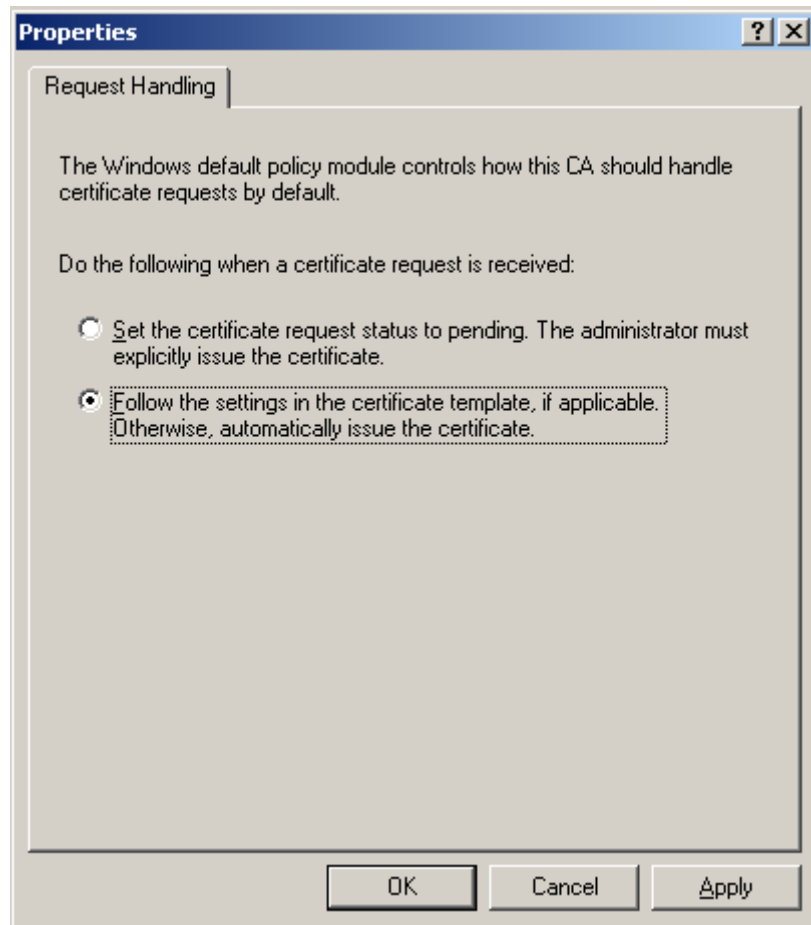 Properties
Request Handling
The Windows default policy module controls how this CA should handle
certificate requests by default.
Do the following when a certificate request is received:
Set the certificate request status to pending. The administrator must
explicitly issue the certificate.
Follow the settings in the certificate template, if applicable.
Otherwise, automatically issue the certificate.
OK
Cancel
Apply